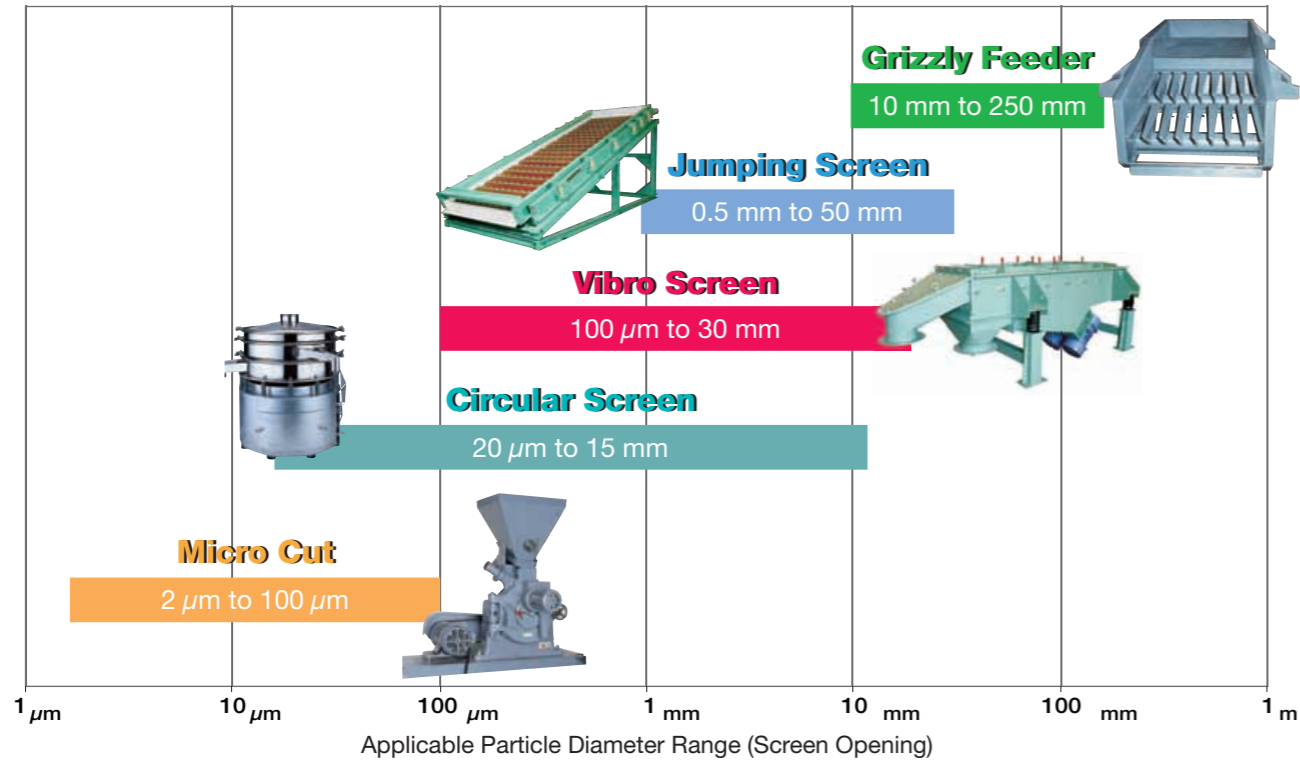 Grizzly Feeder
10 mm to 250 mm
Jumping Screen
0.5 mm to 50 mm
Vibro Screen
100 µm to 30 mm
Circular Screen
20 µm to 15 mm
Micro Cut
2 µm to 100 µm
1 µm 10 µm 100 µm 1 mm 10 mm 100 mm 1 m
Applicable Particle Diameter Range (Screen Opening)